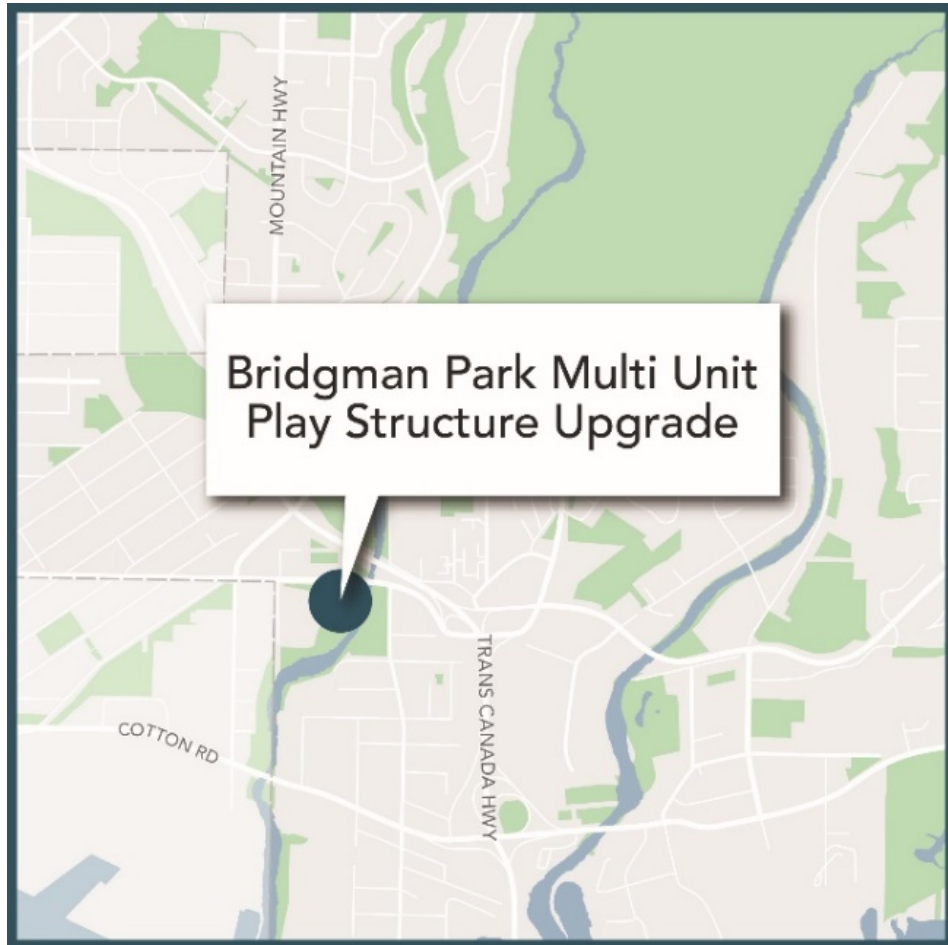 MOUNTAIN HWY
Bridgman Park Multi Unit
Play Structure Upgrade
TRANS CANADA HWY
COTTON RD